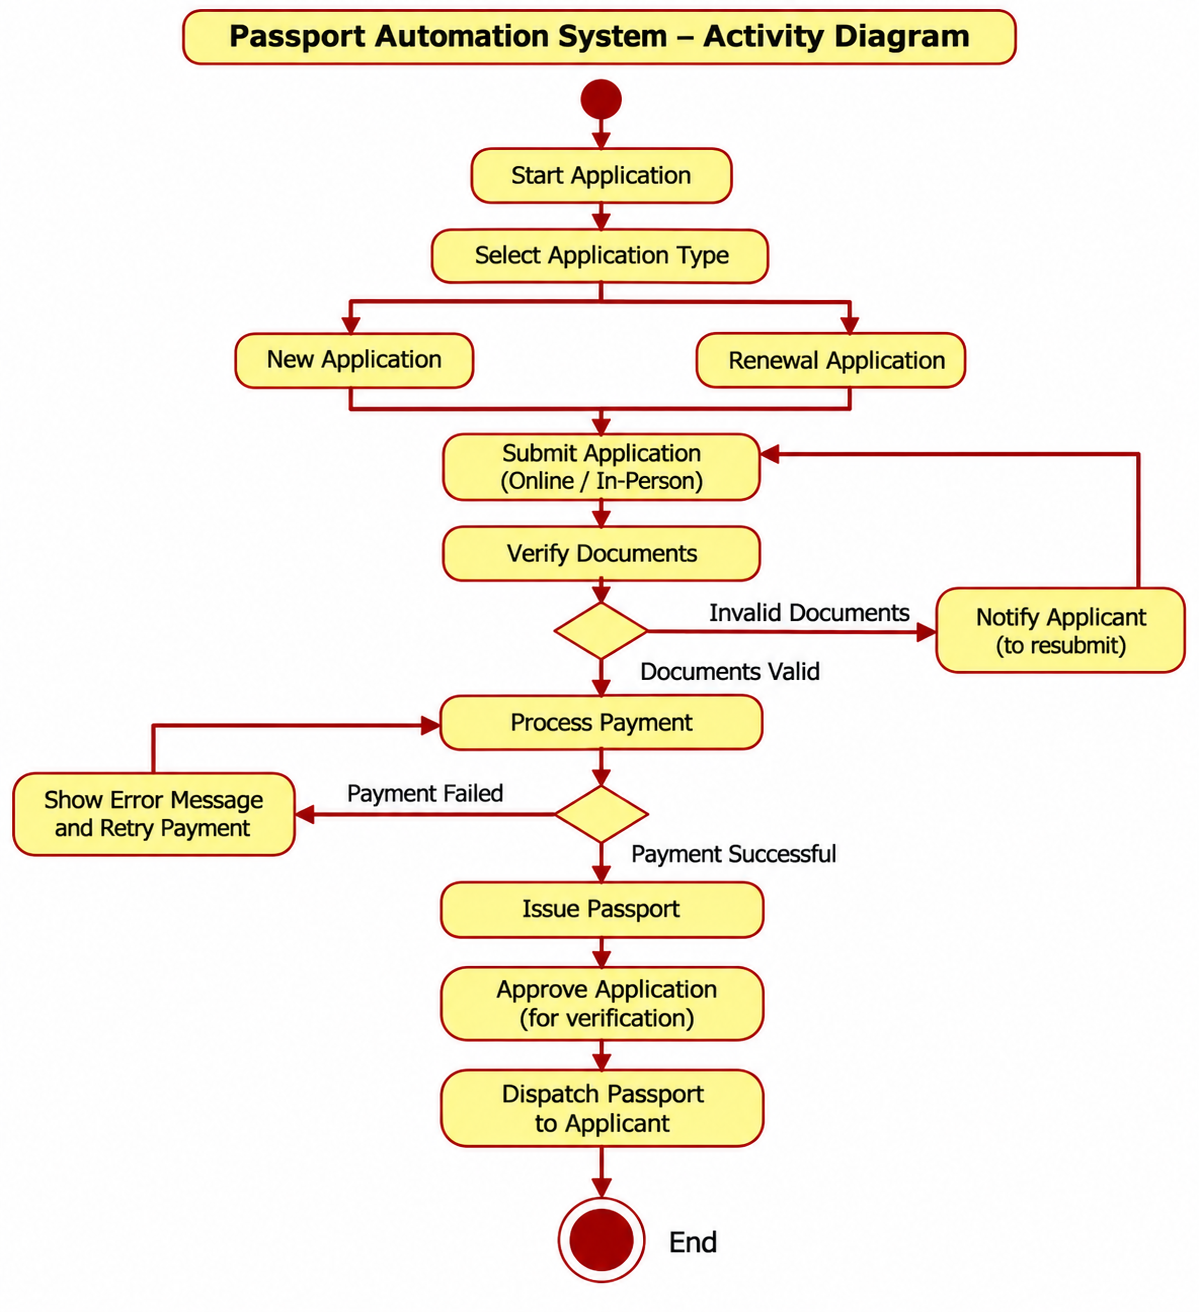 Passport Automation System – Activity Diagram
Start Application
Select Application Type
New Application
Renewal Application
Submit Application
(Online / In-Person)
Verify Documents
Invalid Documents
Notify Applicant
(to resubmit)
Documents Valid
Process Payment
Payment Failed
Show Error Message
and Retry Payment
Payment Successful
Issue Passport
Approve Application
(for verification)
Dispatch Passport
to Applicant
End